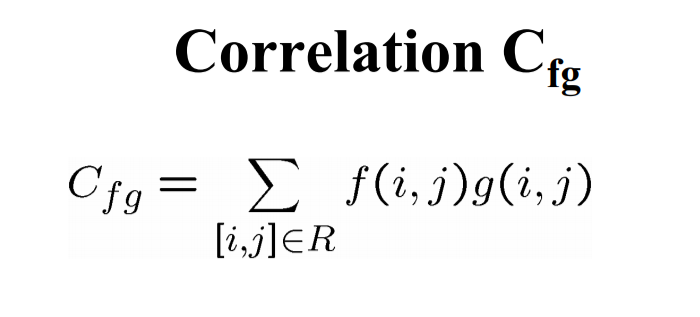 Correlation C_fg
C_fg = ∑ f(i,j)g(i,j)
[i,j]∈R